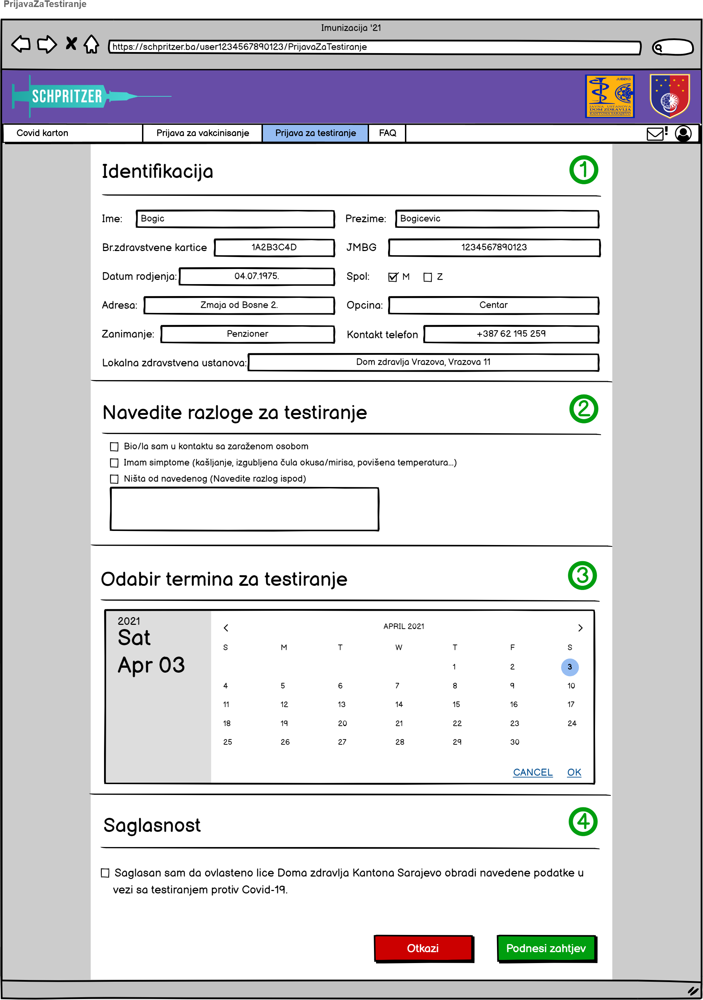 PrijavaZaTestiranje
Imunizacija '21
https://schpritzer.ba/user1234567890123/PrijavaZaTestiranje
SCHPRITZER
JUDZKS
JAVNA USTANOVA
DOM ZDRAVLJA
KANTONA SARAJEVO
Covid karton Prijava za vakcinisanje Prijava za testiranje FAQ !
Identifikacija 1
Ime: Bogic Prezime: Bogicevic
Br.zdravstvene kartice 1A2B3C4D JMBG 1234567890123
Datum rodjenja: 04.07.1975. Spol: M Z
Adresa: Zmaja od Bosne 2. Opcina: Centar
Zanimanje: Penzioner Kontakt telefon +387 62 195 259
Lokalna zdravstvena ustanova: Dom zdravlja Vrazova, Vrazova 11
Navedite razloge za testiranje 2
Bio/la sam u kontaktu sa zaraženom osobom
Imam simptome (kašljanje, izgubljena čula okusa/mirisa, povišena temperatura...)
Ništa od navedenog (Navedite razlog ispod)
Odabir termina za testiranje 3
2021
Sat
Apr 03
APRIL 2021
S M T W T F S
1 2 3
4 5 6 7 8 9 10
11 12 13 14 15 16 17
18 19 20 21 22 23 24
25 26 27 28 29 30
CANCEL OK
Saglasnost 4
Saglasan sam da ovlasteno lice Doma zdravlja Kantona Sarajevo obradi navedene podatke u
vezi sa testiranjem protiv Covid-19.
Otkazi Podnesi zahtjev